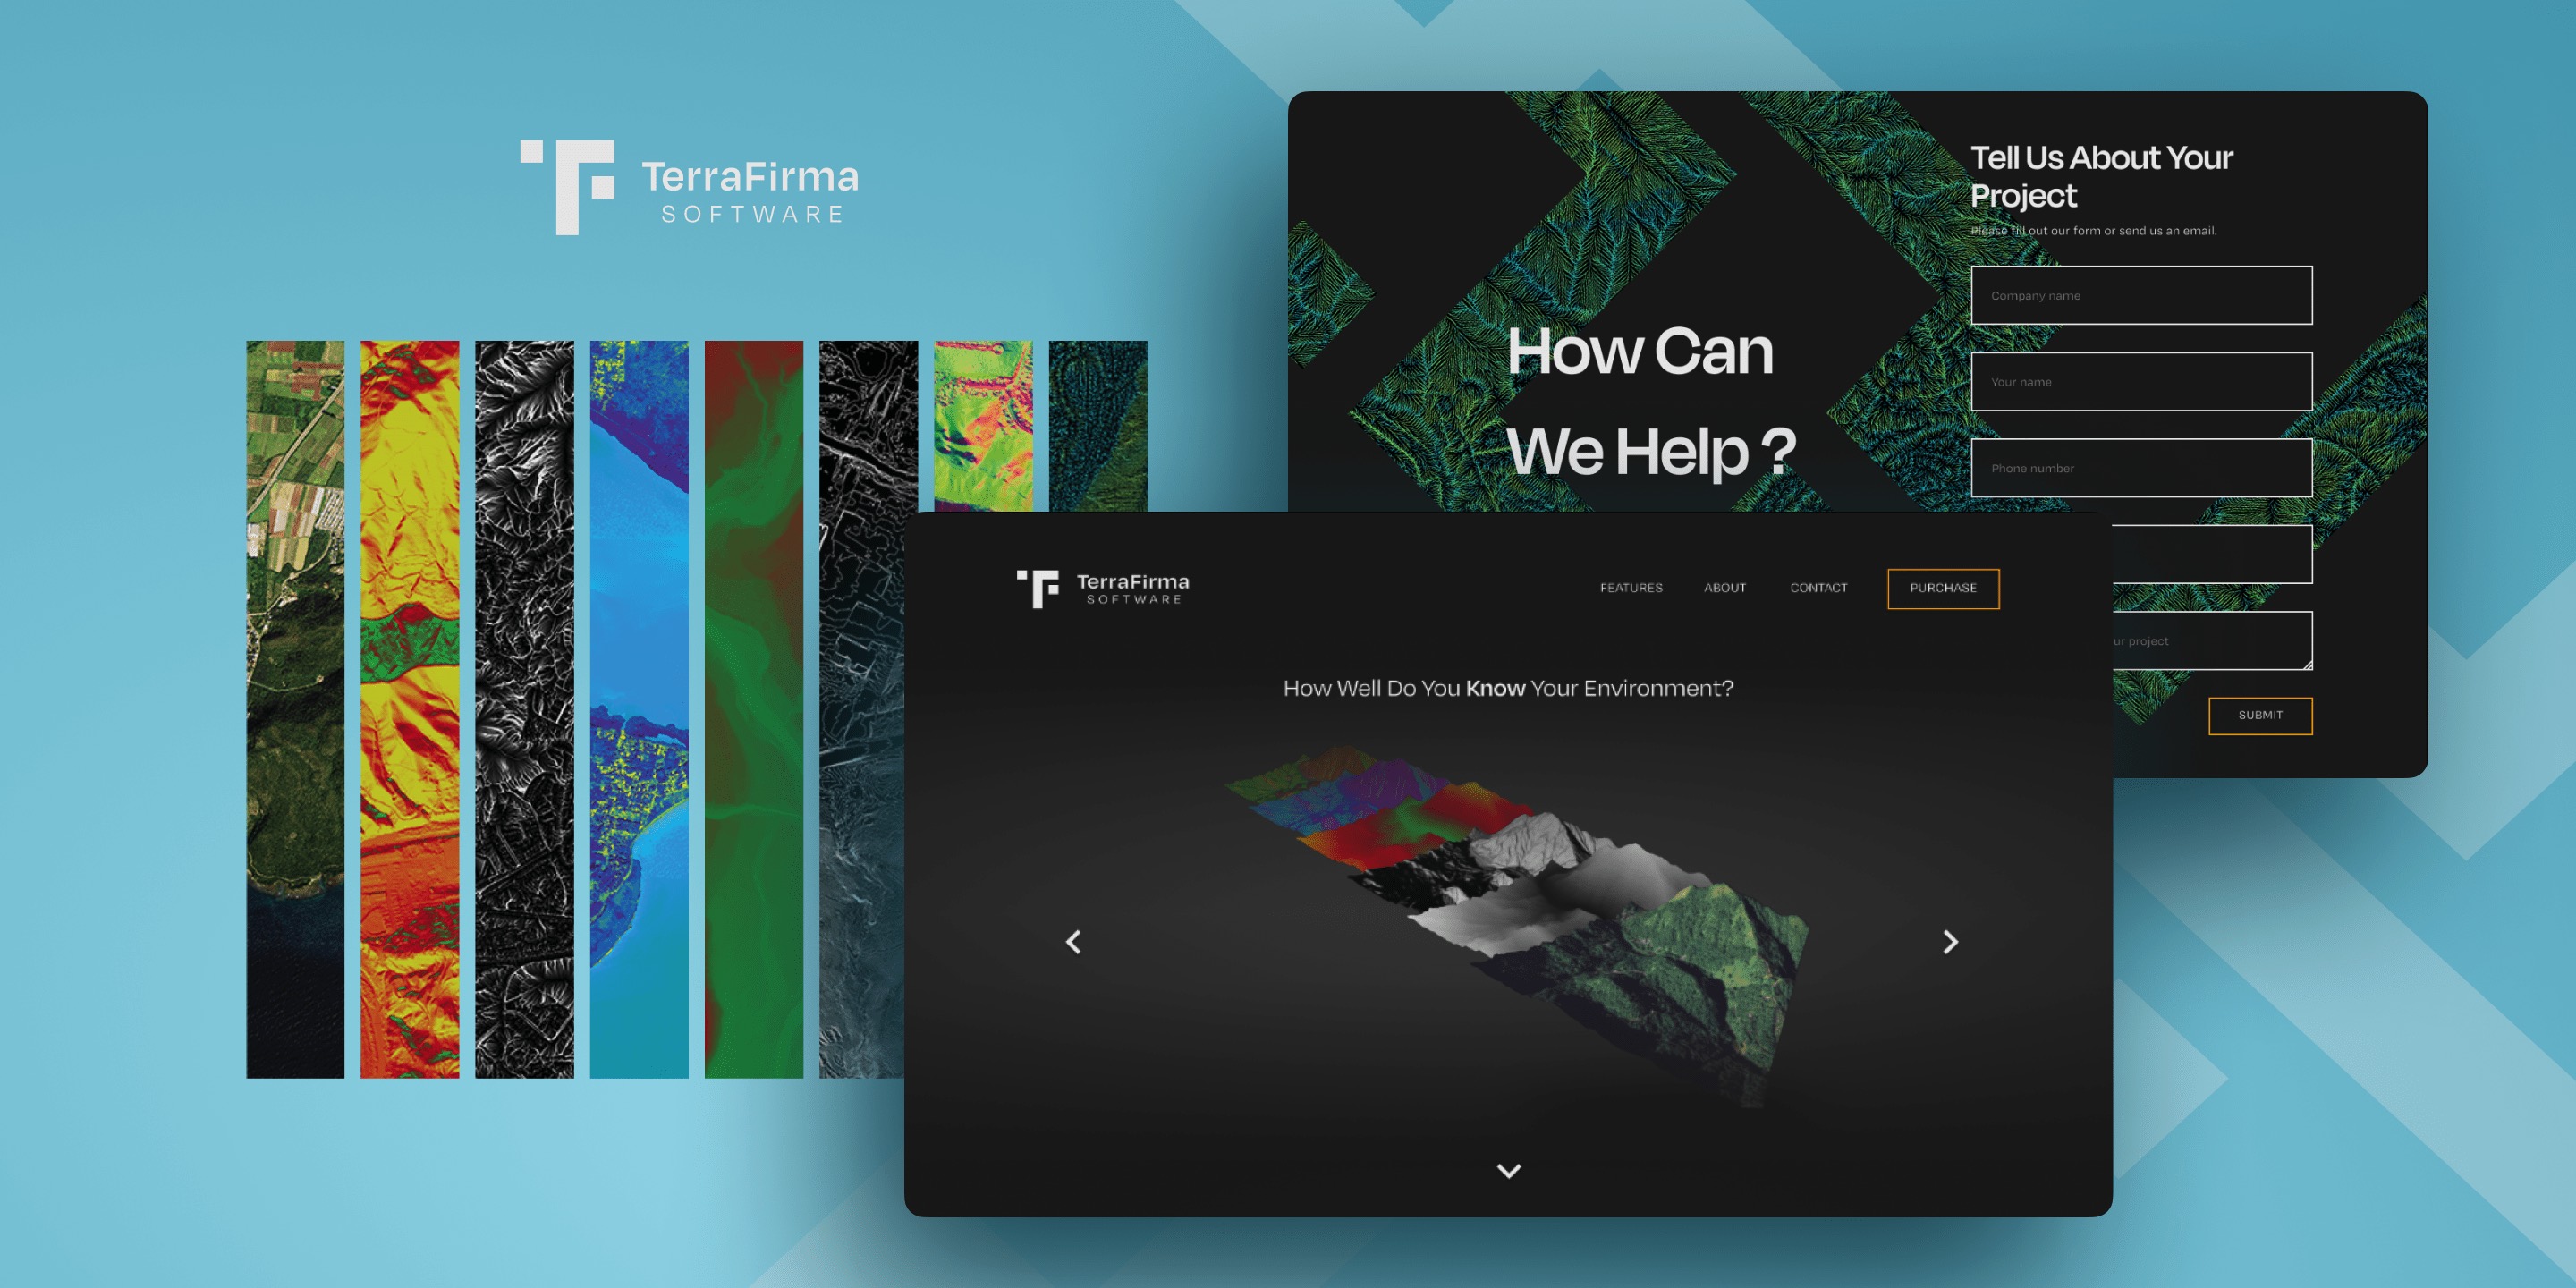 TerraFirma
SOFTWARE
Tell Us About Your
Project
Please fill out our form or send us an email.
Company name
Your name
Phone number
ur project
SUBMIT
How Can
We Help ?
TerraFirma
SOFTWARE
FEATURES
ABOUT
CONTACT
PURCHASE
How Well Do You Know Your Environment?